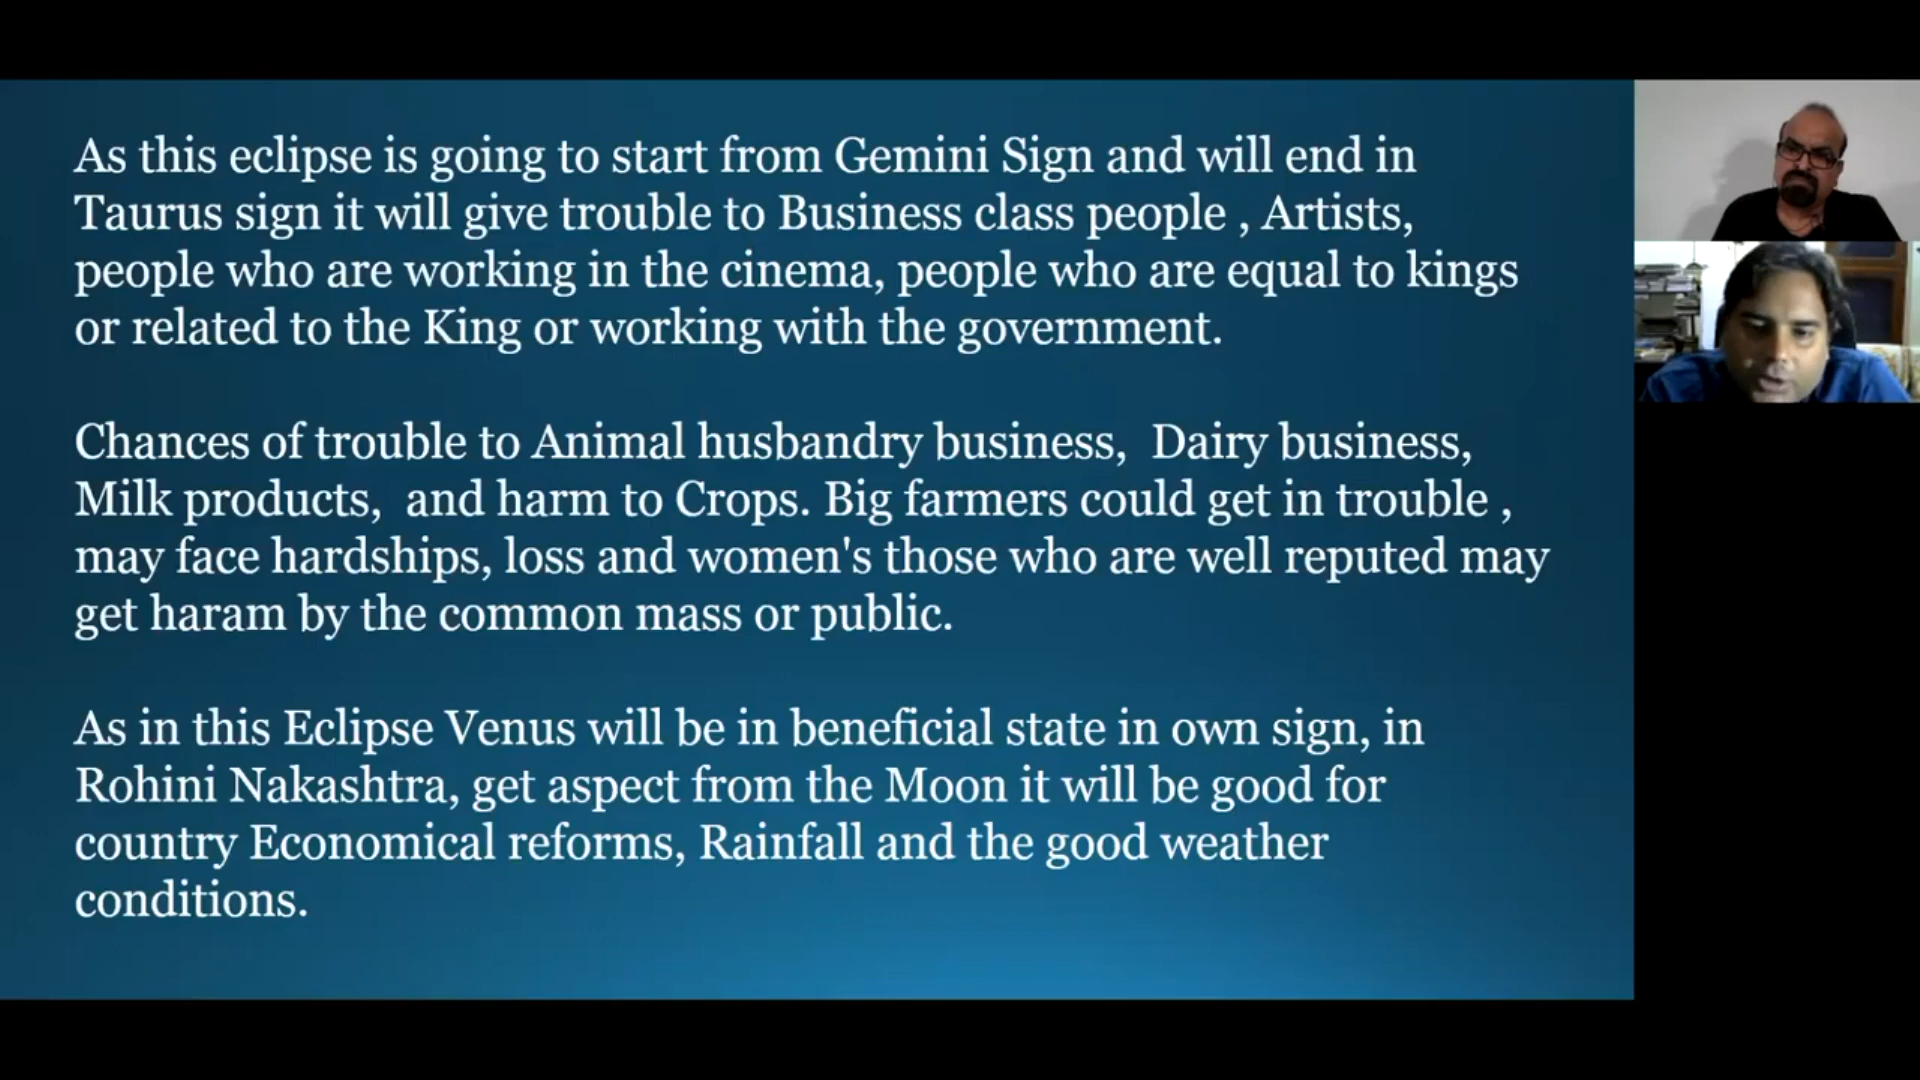 As this eclipse is going to start from Gemini Sign and will end in
Taurus sign it will give trouble to Business class people , Artists,
people who are working in the cinema, people who are equal to kings
or related to the King or working with the government.
Chances of trouble to Animal husbandry business,  Dairy business,
Milk products,  and harm to Crops. Big farmers could get in trouble ,
may face hardships, loss and women's those who are well reputed may
get haram by the common mass or public.
As in this Eclipse Venus will be in beneficial state in own sign, in
Rohini Nakashtra, get aspect from the Moon it will be good for
country Economical reforms, Rainfall and the good weather
conditions.